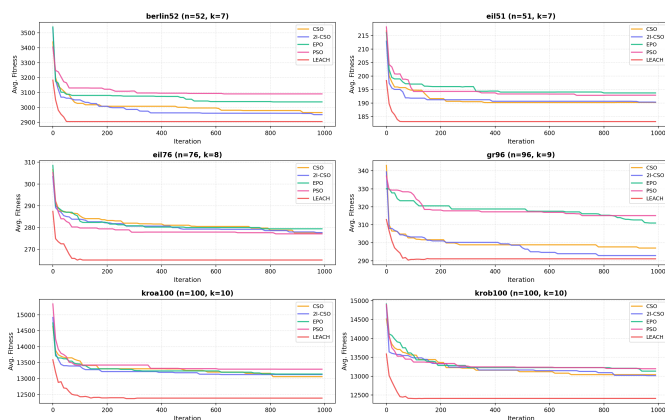 berlin52 (n=52, k=7)
Avg. Fitness
3500
3400
3300
3200
3100
3000
2900
0
200
400
600
800
1000
Iteration
CSO
2I-CSO
EPO
PSO
LEACH
eil51 (n=51, k=7)
Avg. Fitness
215
210
205
200
195
190
185
0
200
400
600
800
1000
Iteration
CSO
2I-CSO
EPO
PSO
LEACH
eil76 (n=76, k=8)
Avg. Fitness
310
300
290
280
270
0
200
400
600
800
1000
Iteration
CSO
2I-CSO
EPO
PSO
LEACH
gr96 (n=96, k=9)
Avg. Fitness
340
330
320
310
300
290
0
200
400
600
800
1000
Iteration
CSO
2I-CSO
EPO
PSO
LEACH
kroa100 (n=100, k=10)
Avg. Fitness
15000
14500
14000
13500
13000
12500
0
200
400
600
800
1000
Iteration
CSO
2I-CSO
EPO
PSO
LEACH
krob100 (n=100, k=10)
Avg. Fitness
15000
14500
14000
13500
13000
12500
0
200
400
600
800
1000
Iteration
CSO
2I-CSO
EPO
PSO
LEACH